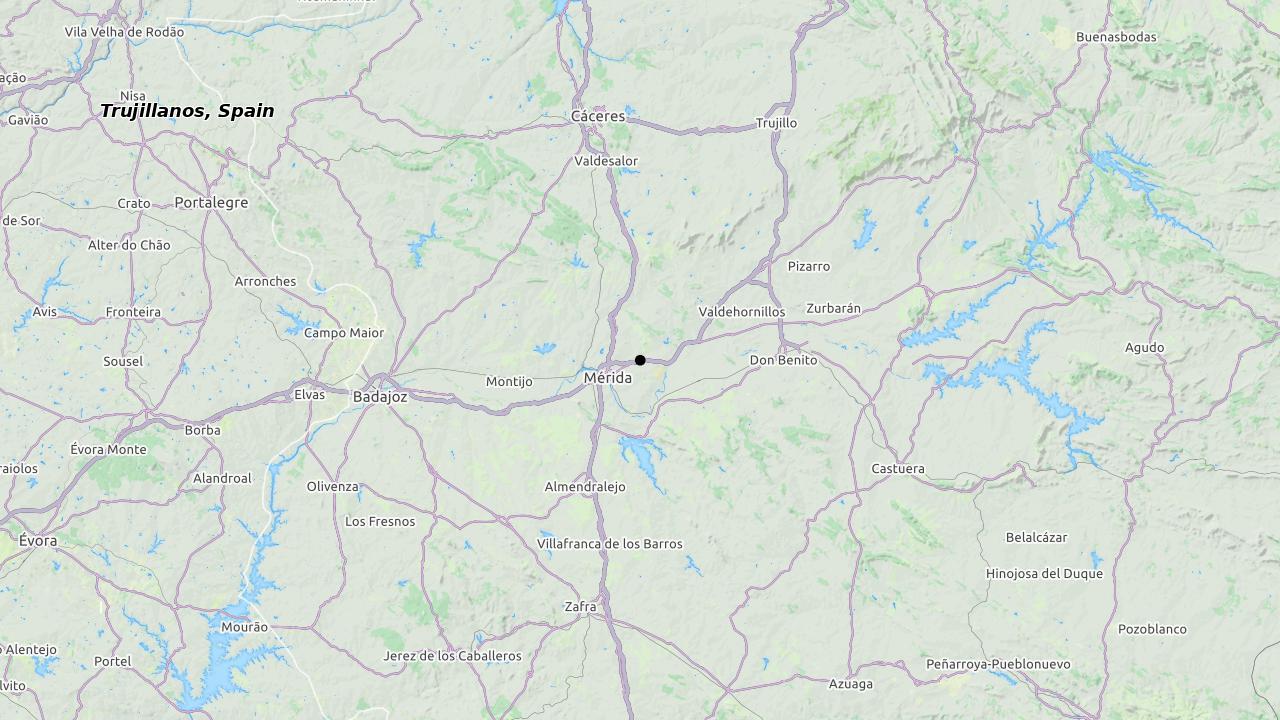 Vila Velha de Rodão
Buenasbodas
ação
Nisa
Trujillanos, Spain
Gavião
Cáceres
Trujillo
Valdesalor
Crato
Portalegre
de Sor
Alter do Chão
Pizarro
Arronches
Avis
Fronteira
Valdehornillos
Zurbarán
Campo Maior
Sousel
Don Benito
Agudo
Mérida
Montijo
Elvas
Badajoz
Borba
Évora Monte
raiolos
Castuera
Alandroal
Olivenza
Almendralejo
Los Fresnos
Évora
Villafranca de los Barros
Belalcázar
Hinojosa del Duque
Zafra
Mourão
Pozoblanco
Alentejo
Portel
Jerez de los Caballeros
Peñarroya-Pueblonuevo
lvito
Azuaga